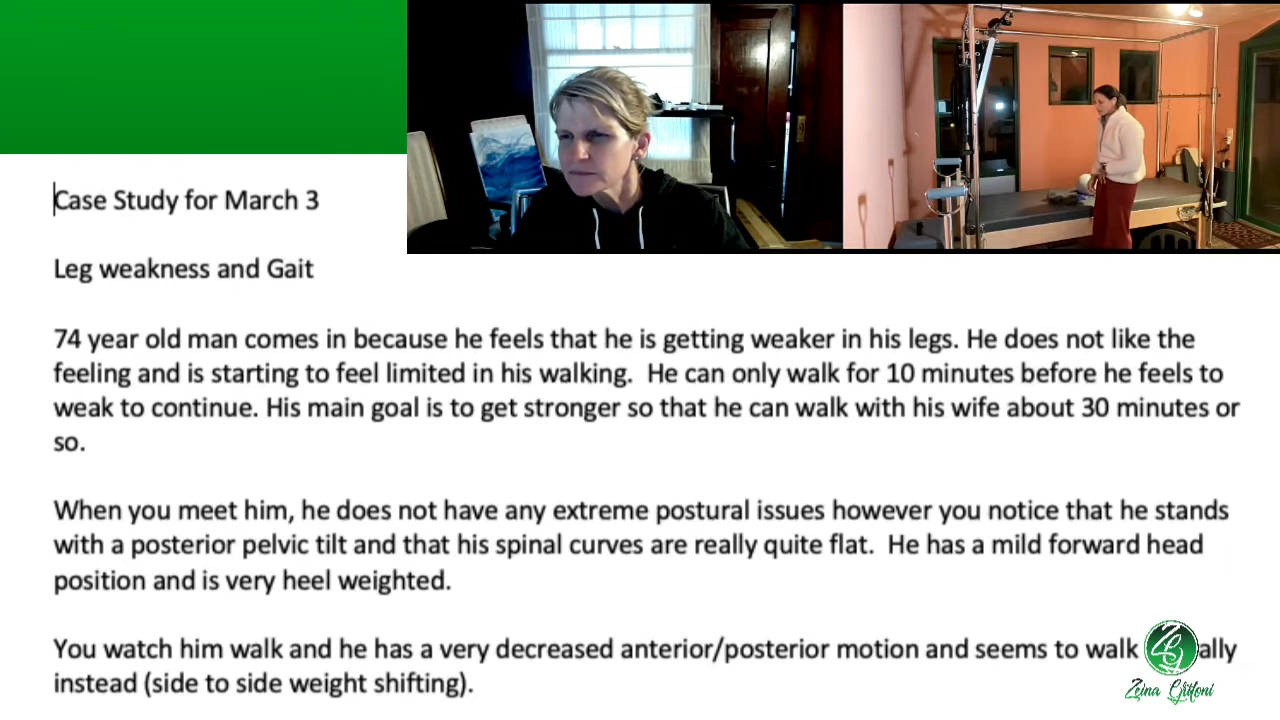 Case Study for March 3
Leg weakness and Gait
74 year old man comes in because he feels that he is getting weaker in his legs. He does not like the
feeling and is starting to feel limited in his walking.  He can only walk for 10 minutes before he feels to
weak to continue. His main goal is to get stronger so that he can walk with his wife about 30 minutes or
so.
When you meet him, he does not have any extreme postural issues however you notice that he stands
with a posterior pelvic tilt and that his spinal curves are really quite flat.  He has a mild forward head
position and is very heel weighted.
You watch him walk and he has a very decreased anterior/posterior motion and seems to walk
instead (side to side weight shifting).
ZG
Zeina Grifoni